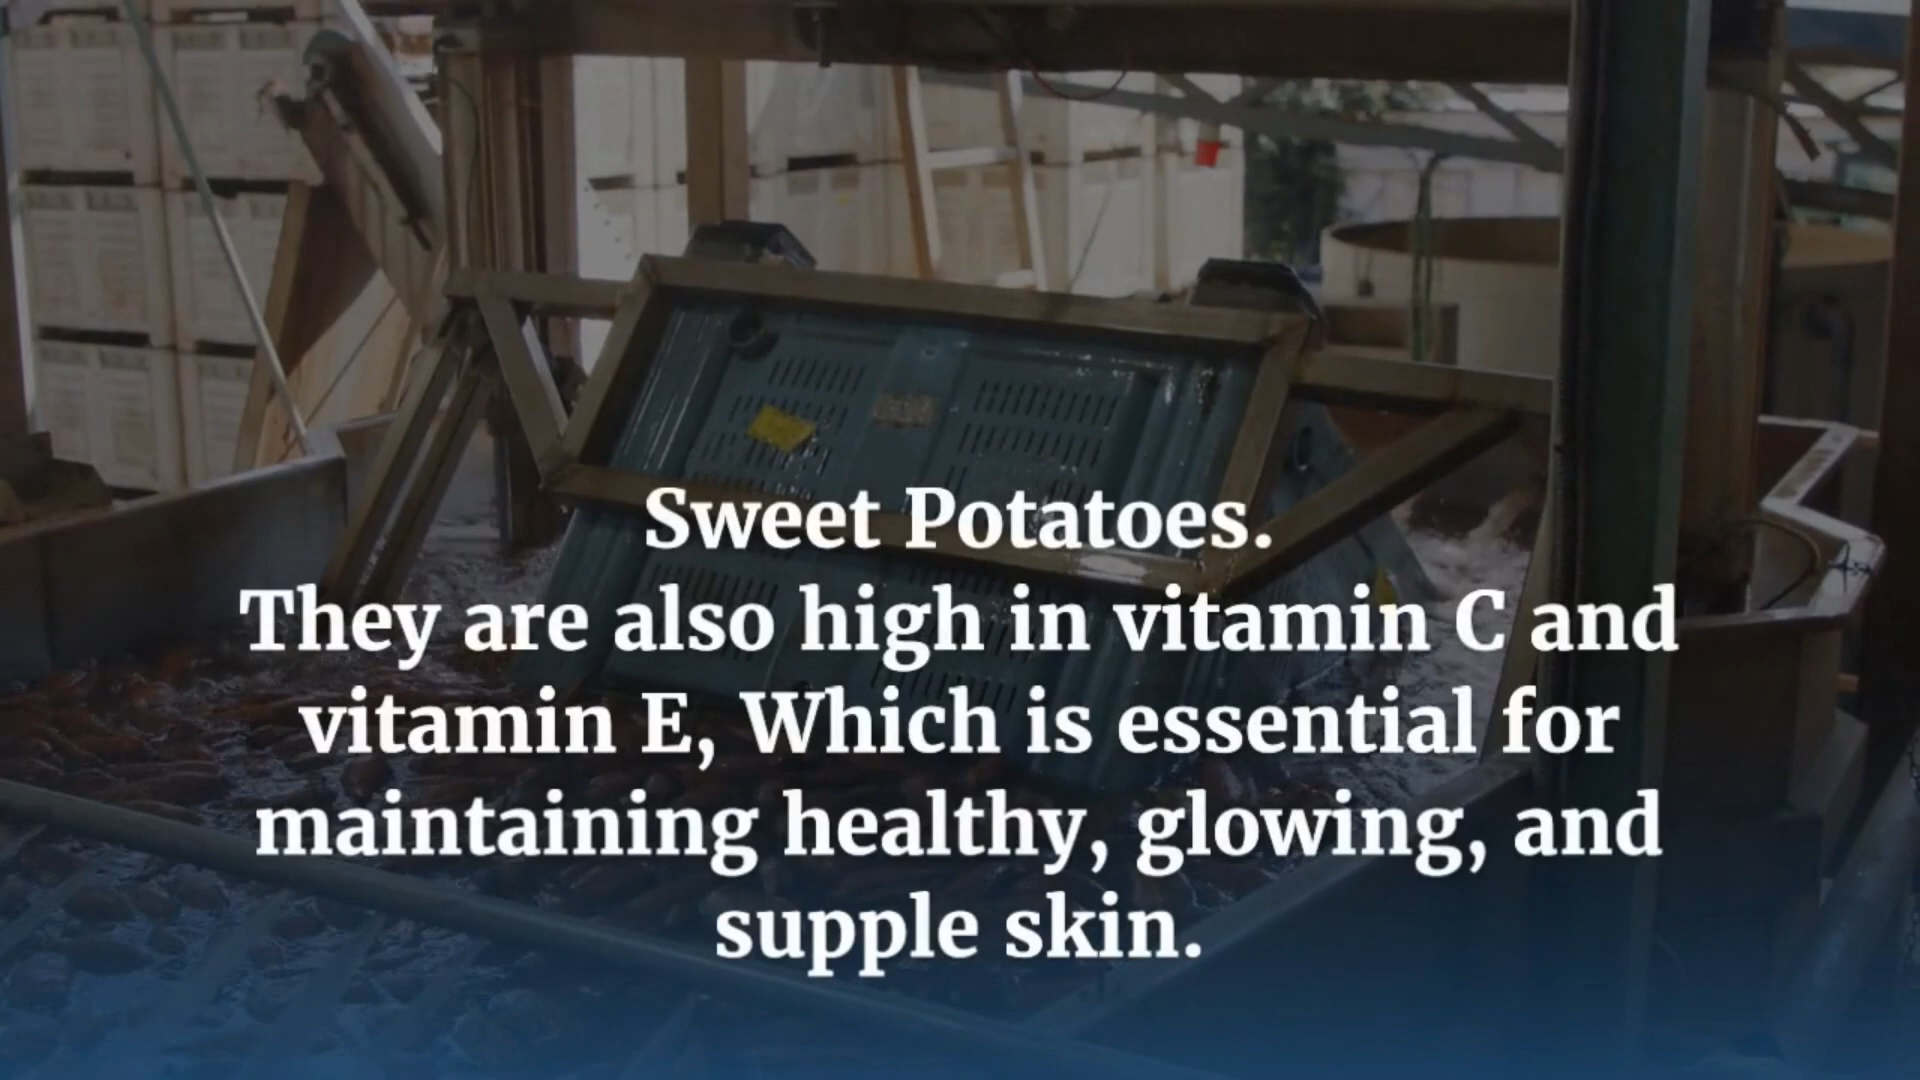 Sweet Potatoes.
They are also high in vitamin C and
vitamin E, Which is essential for
maintaining healthy, glowing, and
supple skin.